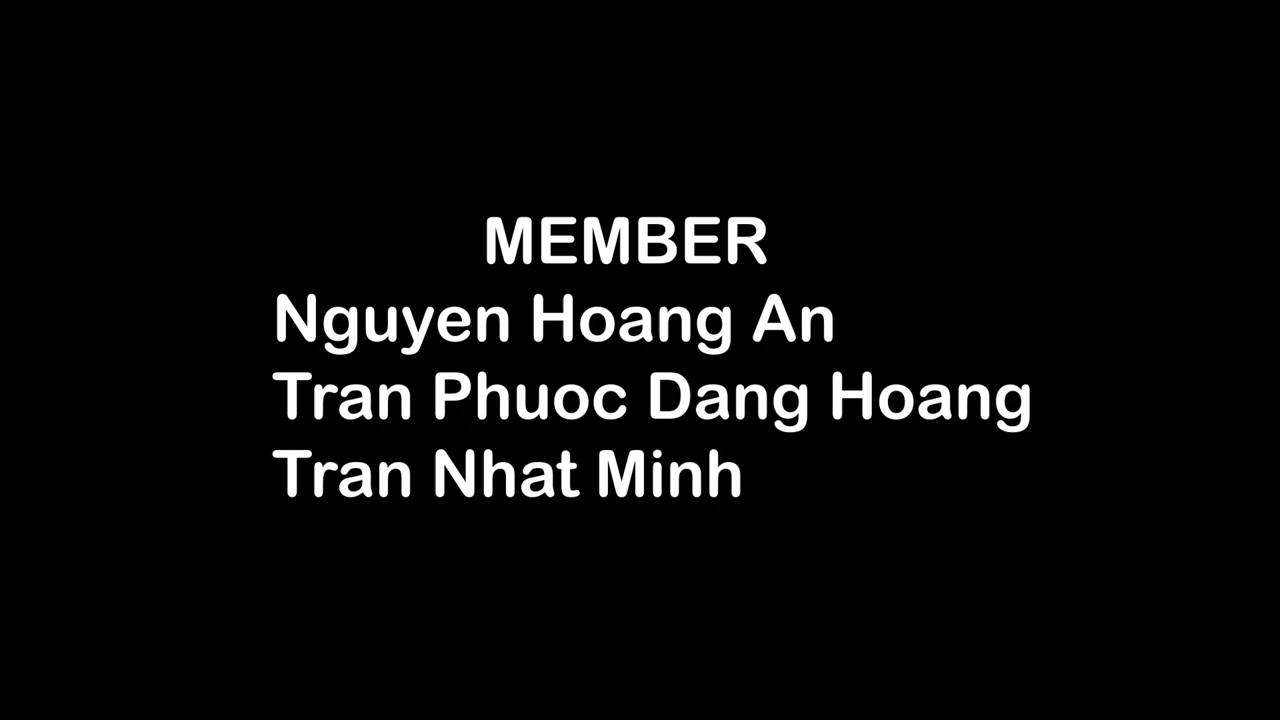 MEMBER
Nguyen Hoang An
Tran Phuoc Dang Hoang
Tran Nhat Minh